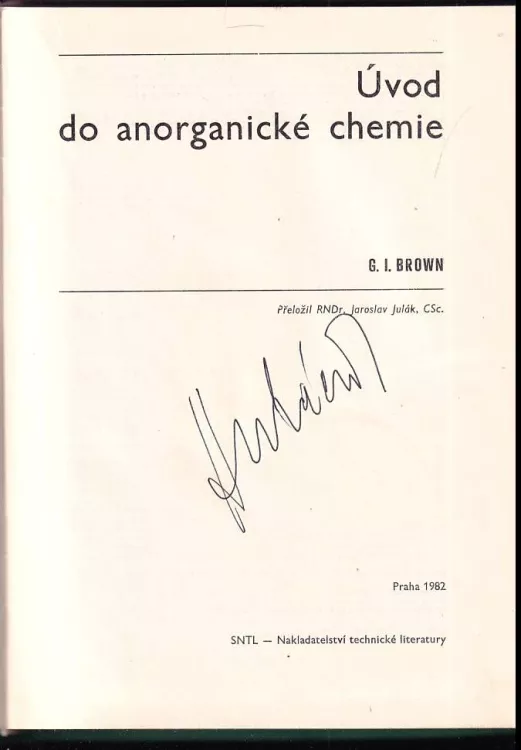 Úvod
do anorganické chemie
G. I. BROWN
Přeložil RNDr. Jaroslav Julák, CSc.
Praha 1982
SNTL — Nakladatelství technické literatury